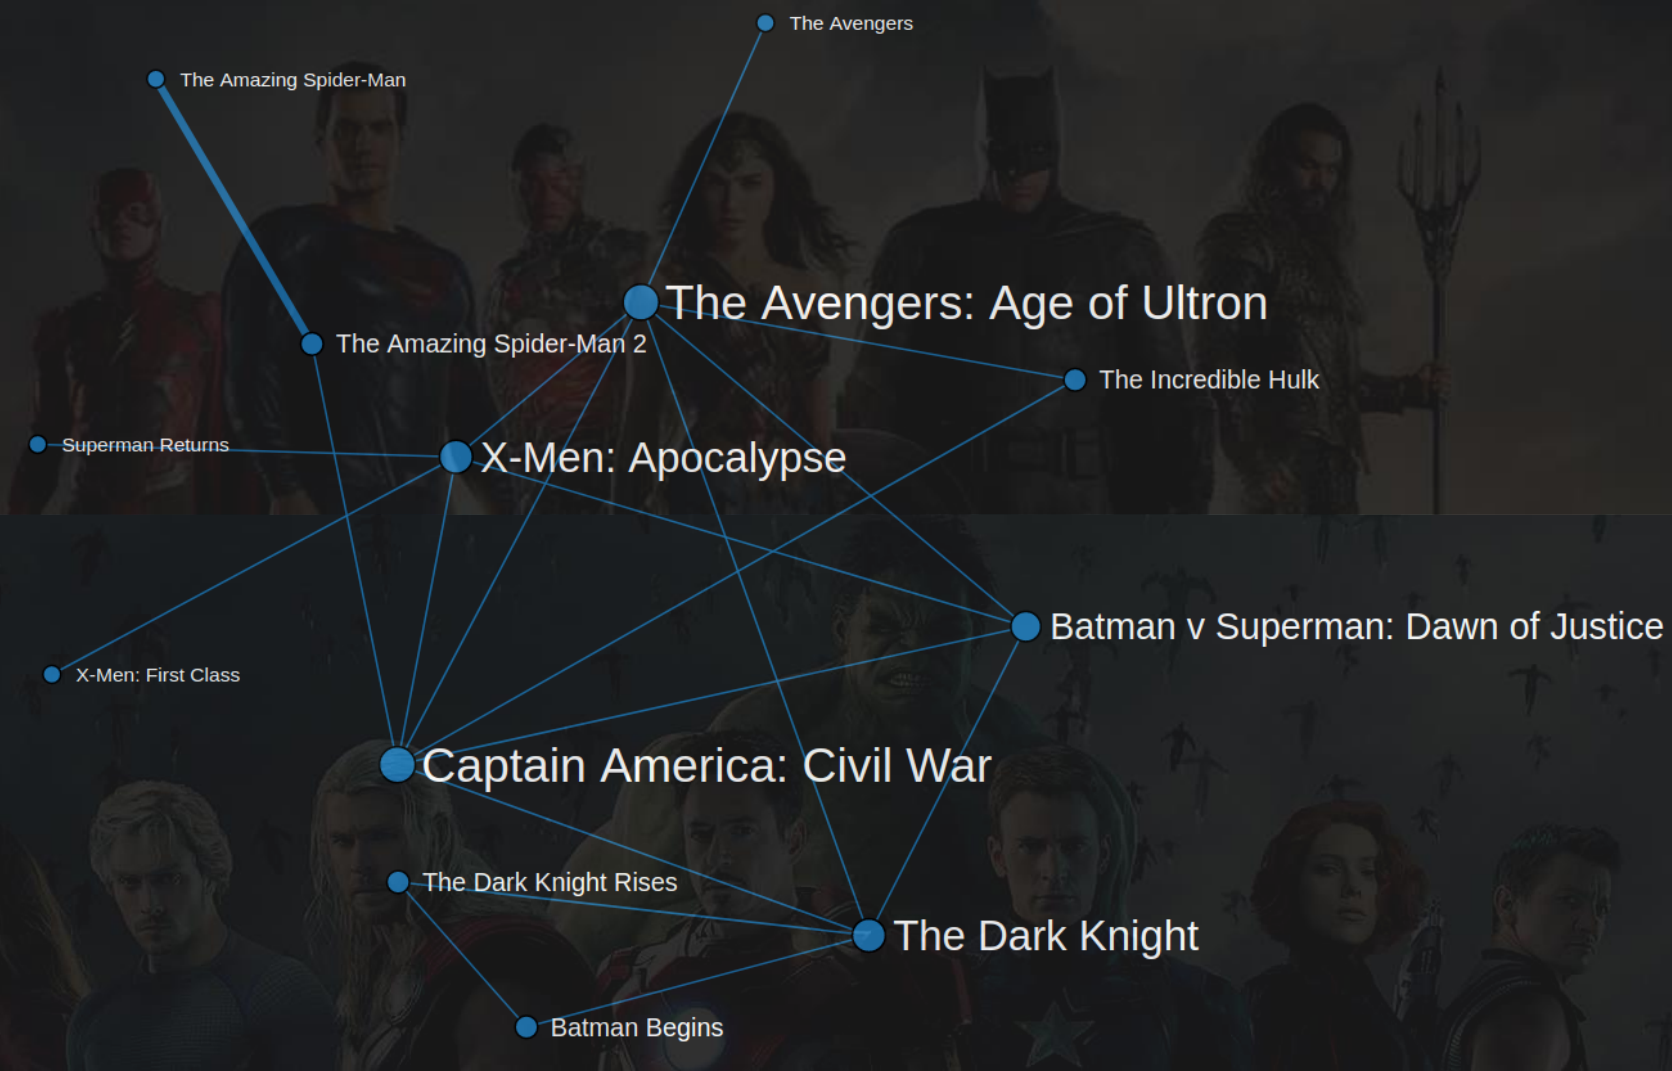 The Avengers
The Amazing Spider-Man
The Avengers: Age of Ultron
The Amazing Spider-Man 2
The Incredible Hulk
Superman Returns
X-Men: Apocalypse
Batman v Superman: Dawn of Justice
X-Men: First Class
Captain America: Civil War
The Dark Knight Rises
The Dark Knight
Batman Begins